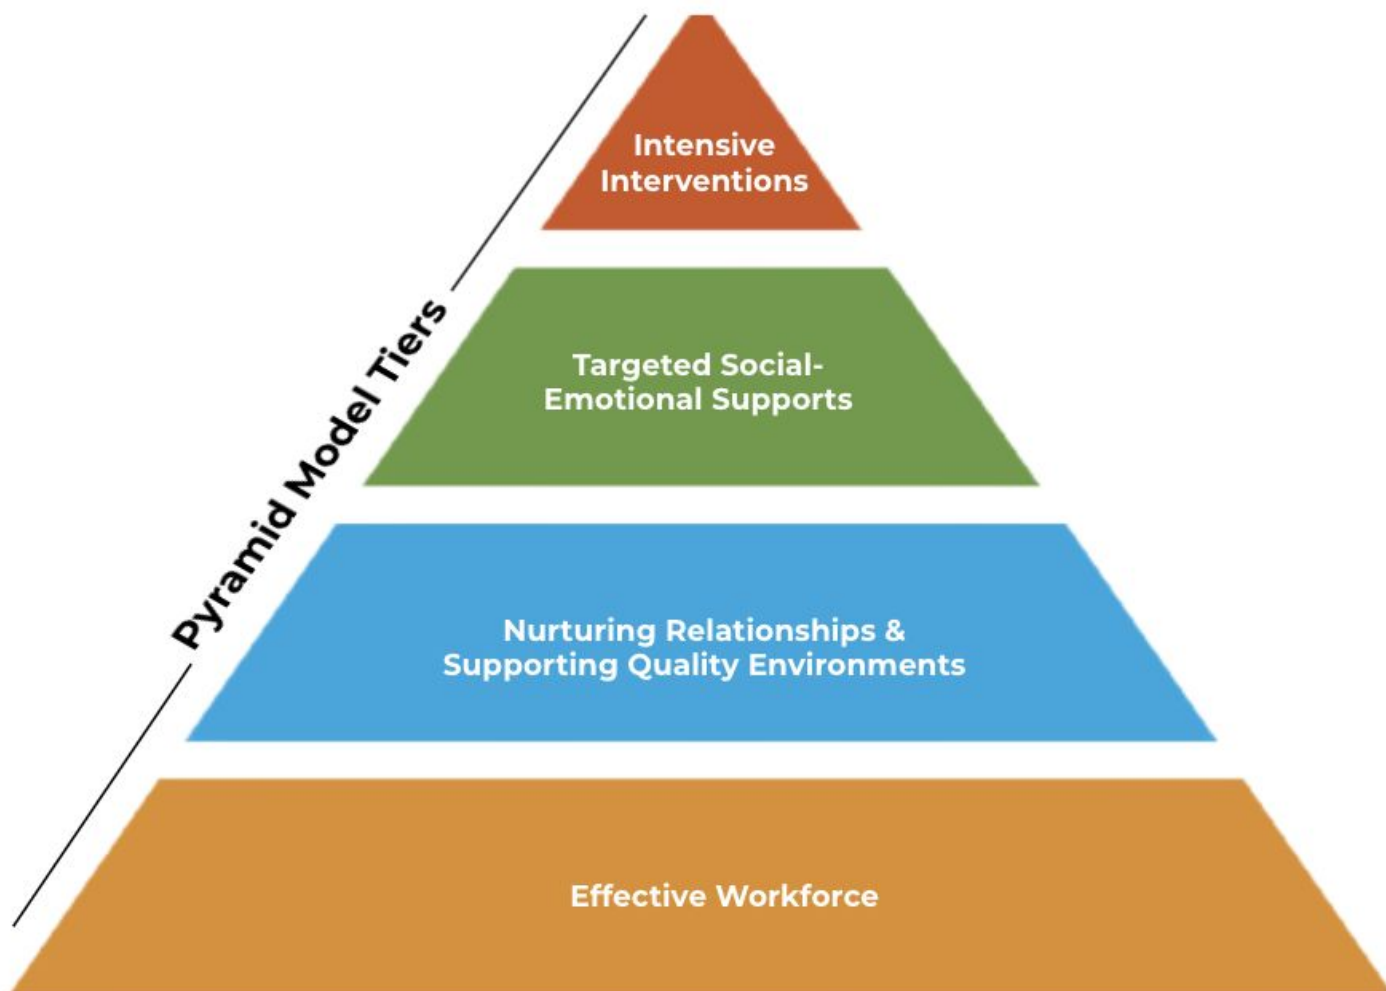 Intensive
Interventions
Targeted Social-
Emotional Supports
Pyramid Model Tiers
Nurturing Relationships &
Supporting Quality Environments
Effective Workforce